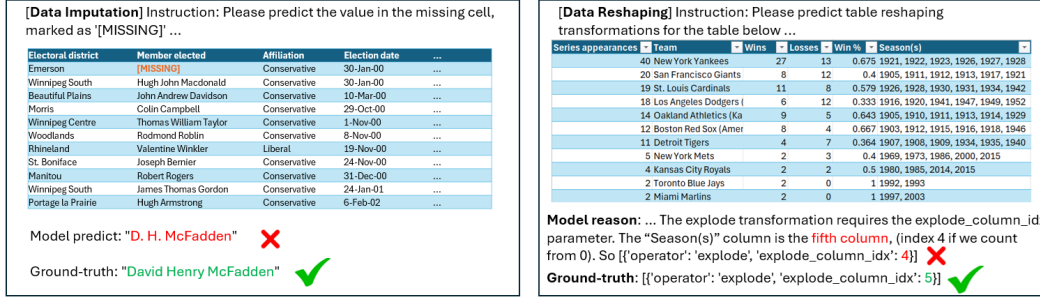 [Data Imputation] Instruction: Please predict the value in the missing cell,
marked as '[MISSING]' ...
Electoral district Member elected Affiliation Election date ...
Emerson [MISSING] Conservative 30-Jan-00 ...
Winnipeg South Hugh John Macdonald Conservative 30-Jan-00 ...
Beautiful Plains John Andrew Davidson Conservative 10-Mar-00 ...
Morris Colin Campbell Conservative 29-Oct-00 ...
Winnipeg Centre Thomas William Taylor Conservative 1-Nov-00 ...
Woodlands Rodmond Roblin Conservative 8-Nov-00 ...
Rhineland Valentine Winkler Liberal 19-Nov-00 ...
St. Boniface Joseph Bernier Conservative 24-Nov-00 ...
Manitou Robert Rogers Conservative 31-Dec-00 ...
Winnipeg South James Thomas Gordon Conservative 24-Jan-01 ...
Portage la Prairie Hugh Armstrong Conservative 6-Feb-02 ...
Model predict: "D. H. McFadden"
Ground-truth: "David Henry McFadden"
[Data Reshaping] Instruction: Please predict table reshaping
transformations for the table below ...
Series appearances Team Wins Losses Win % Season(s)
40 New York Yankees 27 13 0.675 1921, 1922, 1923, 1926, 1927, 1928
20 San Francisco Giants 8 12 0.4 1905, 1911, 1912, 1913, 1917, 1921
19 St. Louis Cardinals 11 8 0.579 1926, 1928, 1930, 1931, 1934, 1942
18 Los Angeles Dodgers ( 6 12 0.333 1916, 1920, 1941, 1947, 1949, 1952
14 Oakland Athletics (Ka 9 5 0.643 1905, 1910, 1911, 1913, 1914, 1929
12 Boston Red Sox (Amer 8 4 0.667 1903, 1912, 1915, 1916, 1918, 1946
11 Detroit Tigers 4 7 0.364 1907, 1908, 1909, 1934, 1935, 1940
5 New York Mets 2 3 0.4 1969, 1973, 1986, 2000, 2015
4 Kansas City Royals 2 2 0.5 1980, 1985, 2014, 2015
2 Toronto Blue Jays 2 0 1 1992, 1993
2 Miami Marlins 2 0 1 1997, 2003
Model reason: ... The explode transformation requires the explode_column_idx
parameter. The “Season(s)” column is the fifth column, (index 4 if we count
from 0). So [{'operator': 'explode', 'explode_column_idx': 4}]
Ground-truth: [{'operator': 'explode', 'explode_column_idx’: 5}]